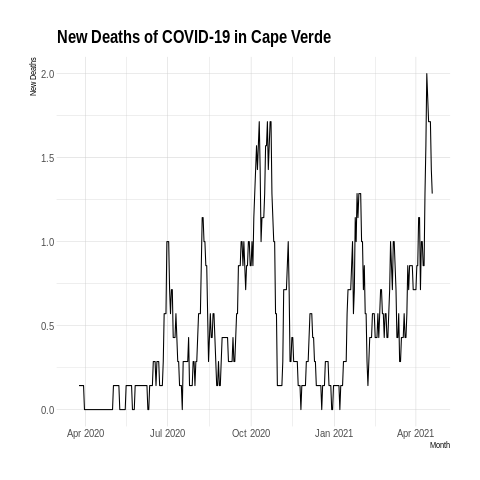 New Deaths of COVID-19 in Cape Verde
New Deaths
2.0
1.5
1.0
0.5
0.0
Apr 2020 Jul 2020 Oct 2020 Jan 2021 Apr 2021
Month